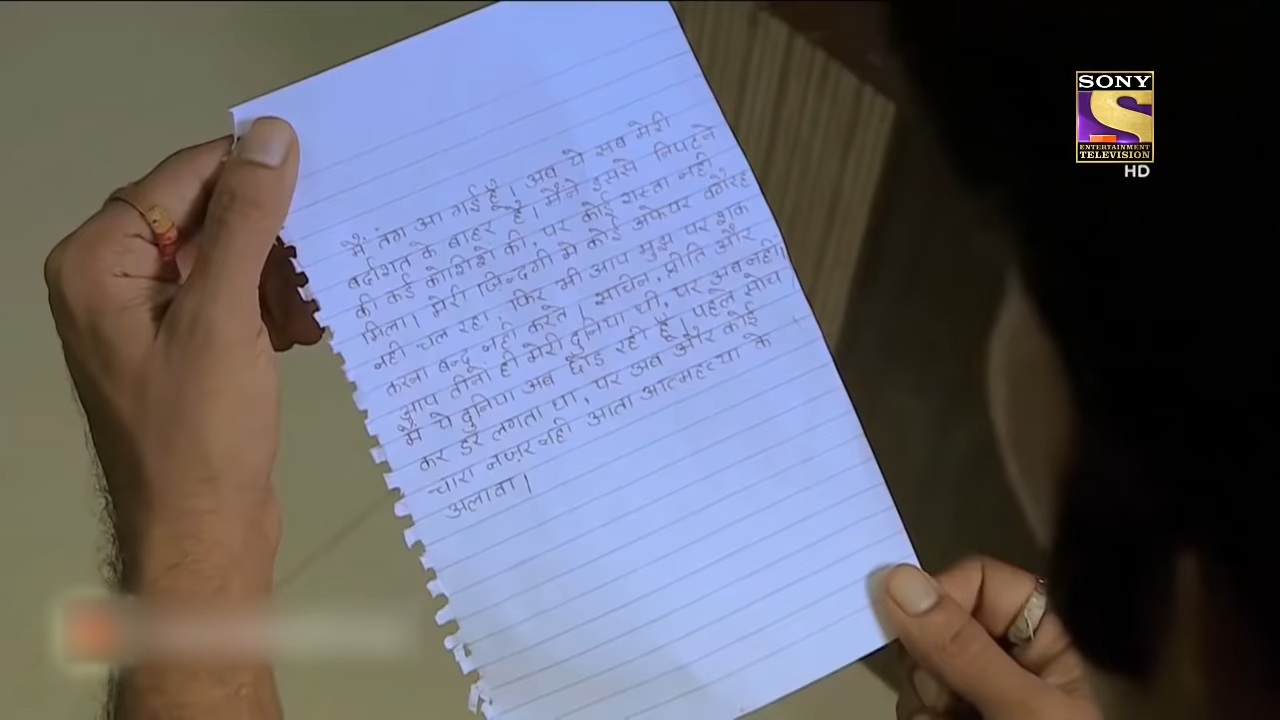 मैं तंग आ गई हूँ। अब ये सब मेरी
बर्दाशत के बाहर है। मैंने इससे निपटने
की कई कोशिशे की, पर कोई रास्ता नही
मिला। मेरी जिन्दगी मे कोई अफेयर वगैरह
नही चल रहा, फिर भी आप मुझ पर शक
करना बन्दू नही करते। सचिन, प्रीति और
आप तीनो ही मेरी दुनिया थी, पर अब नही।
मैं ये दुनिया अब छोड रही हूँ। पहले सोच
कर डर लगता था, पर अब और कोई
चारा नज़र नही आता आत्महत्या के
अलावा।
SONY
ENTERTAINMENT
TELEVISION
HD